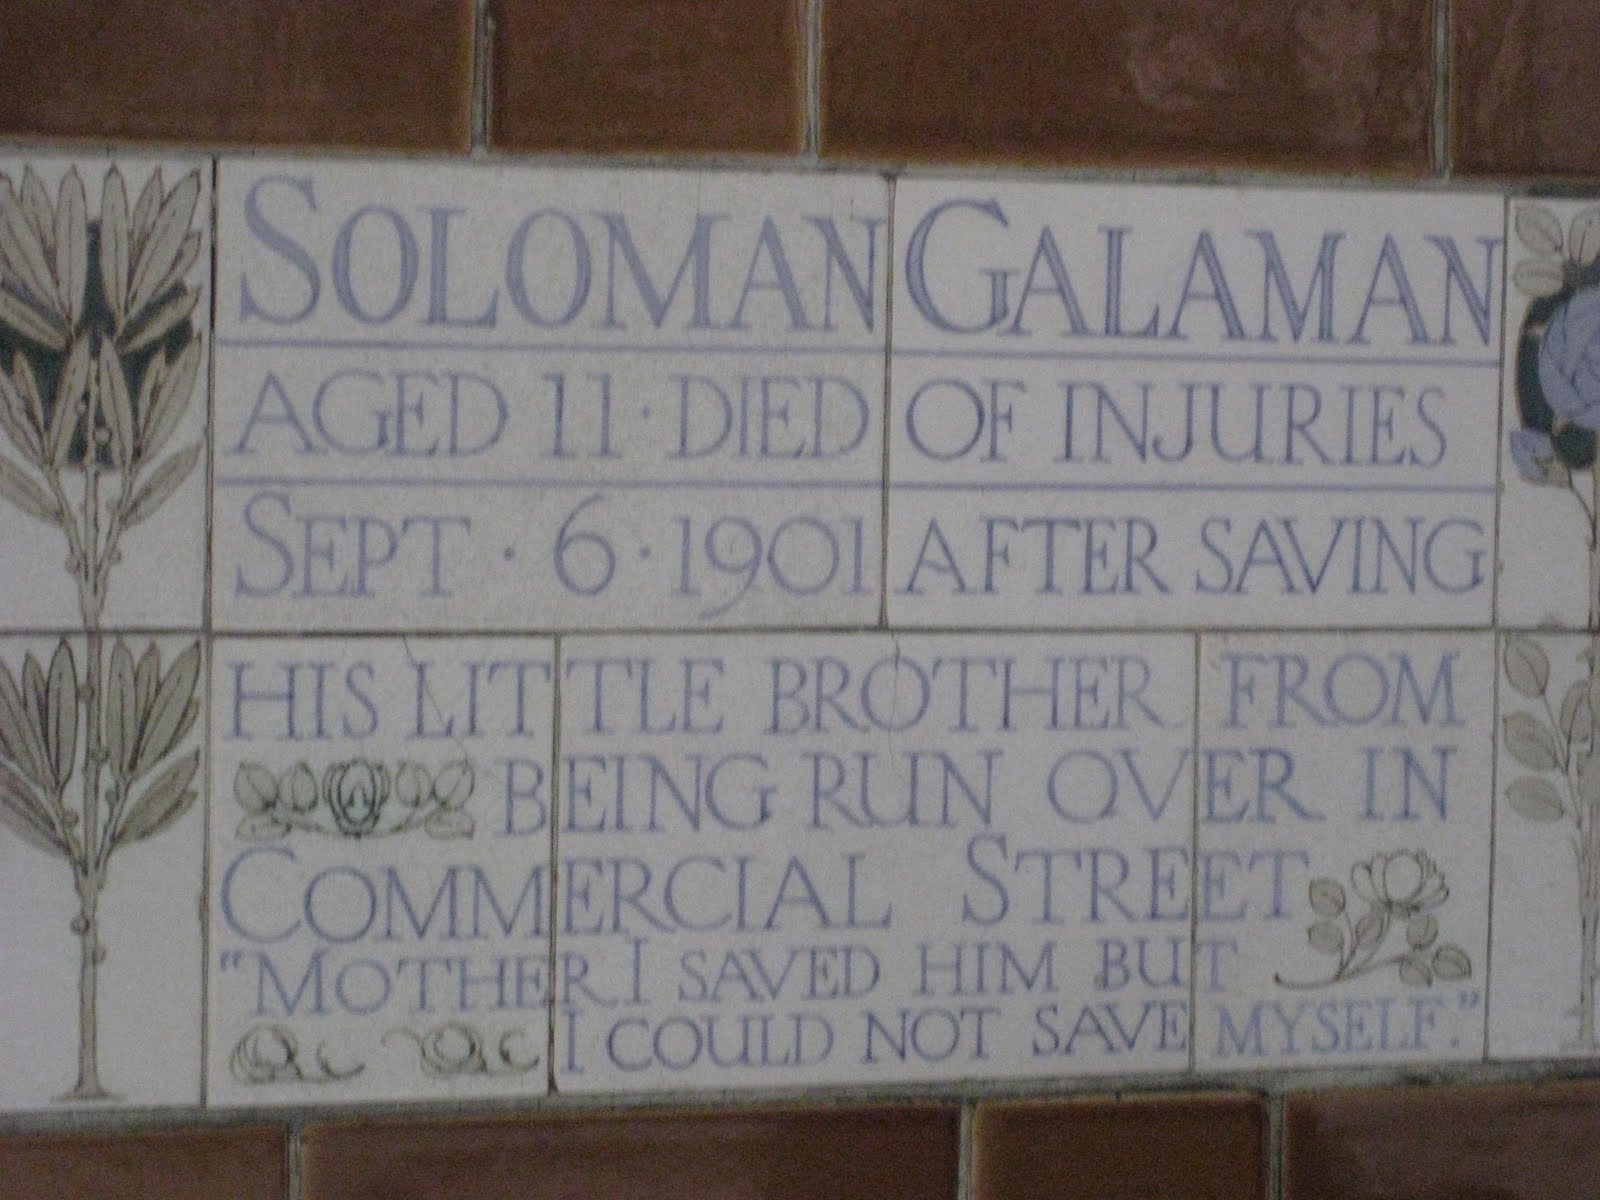 SOLOMAN GALAMAN
AGED 11 · DIED OF INJURIES
SEPT · 6 · 1901 AFTER SAVING
HIS LITTLE BROTHER FROM
BEING RUN OVER IN
COMMERCIAL STREET
"MOTHER I SAVED HIM BUT
I COULD NOT SAVE MYSELF."